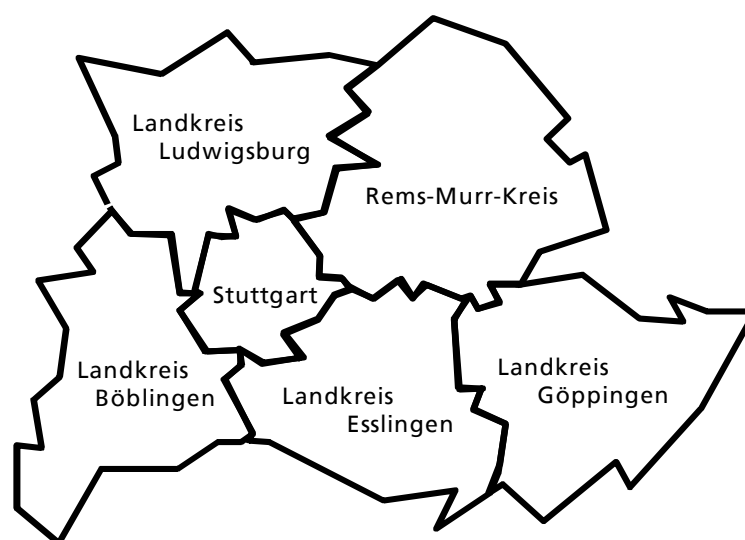 Landkreis
Ludwigsburg
Rems-Murr-Kreis
Stuttgart
Landkreis
Böblingen
Landkreis
Esslingen
Landkreis
Göppingen